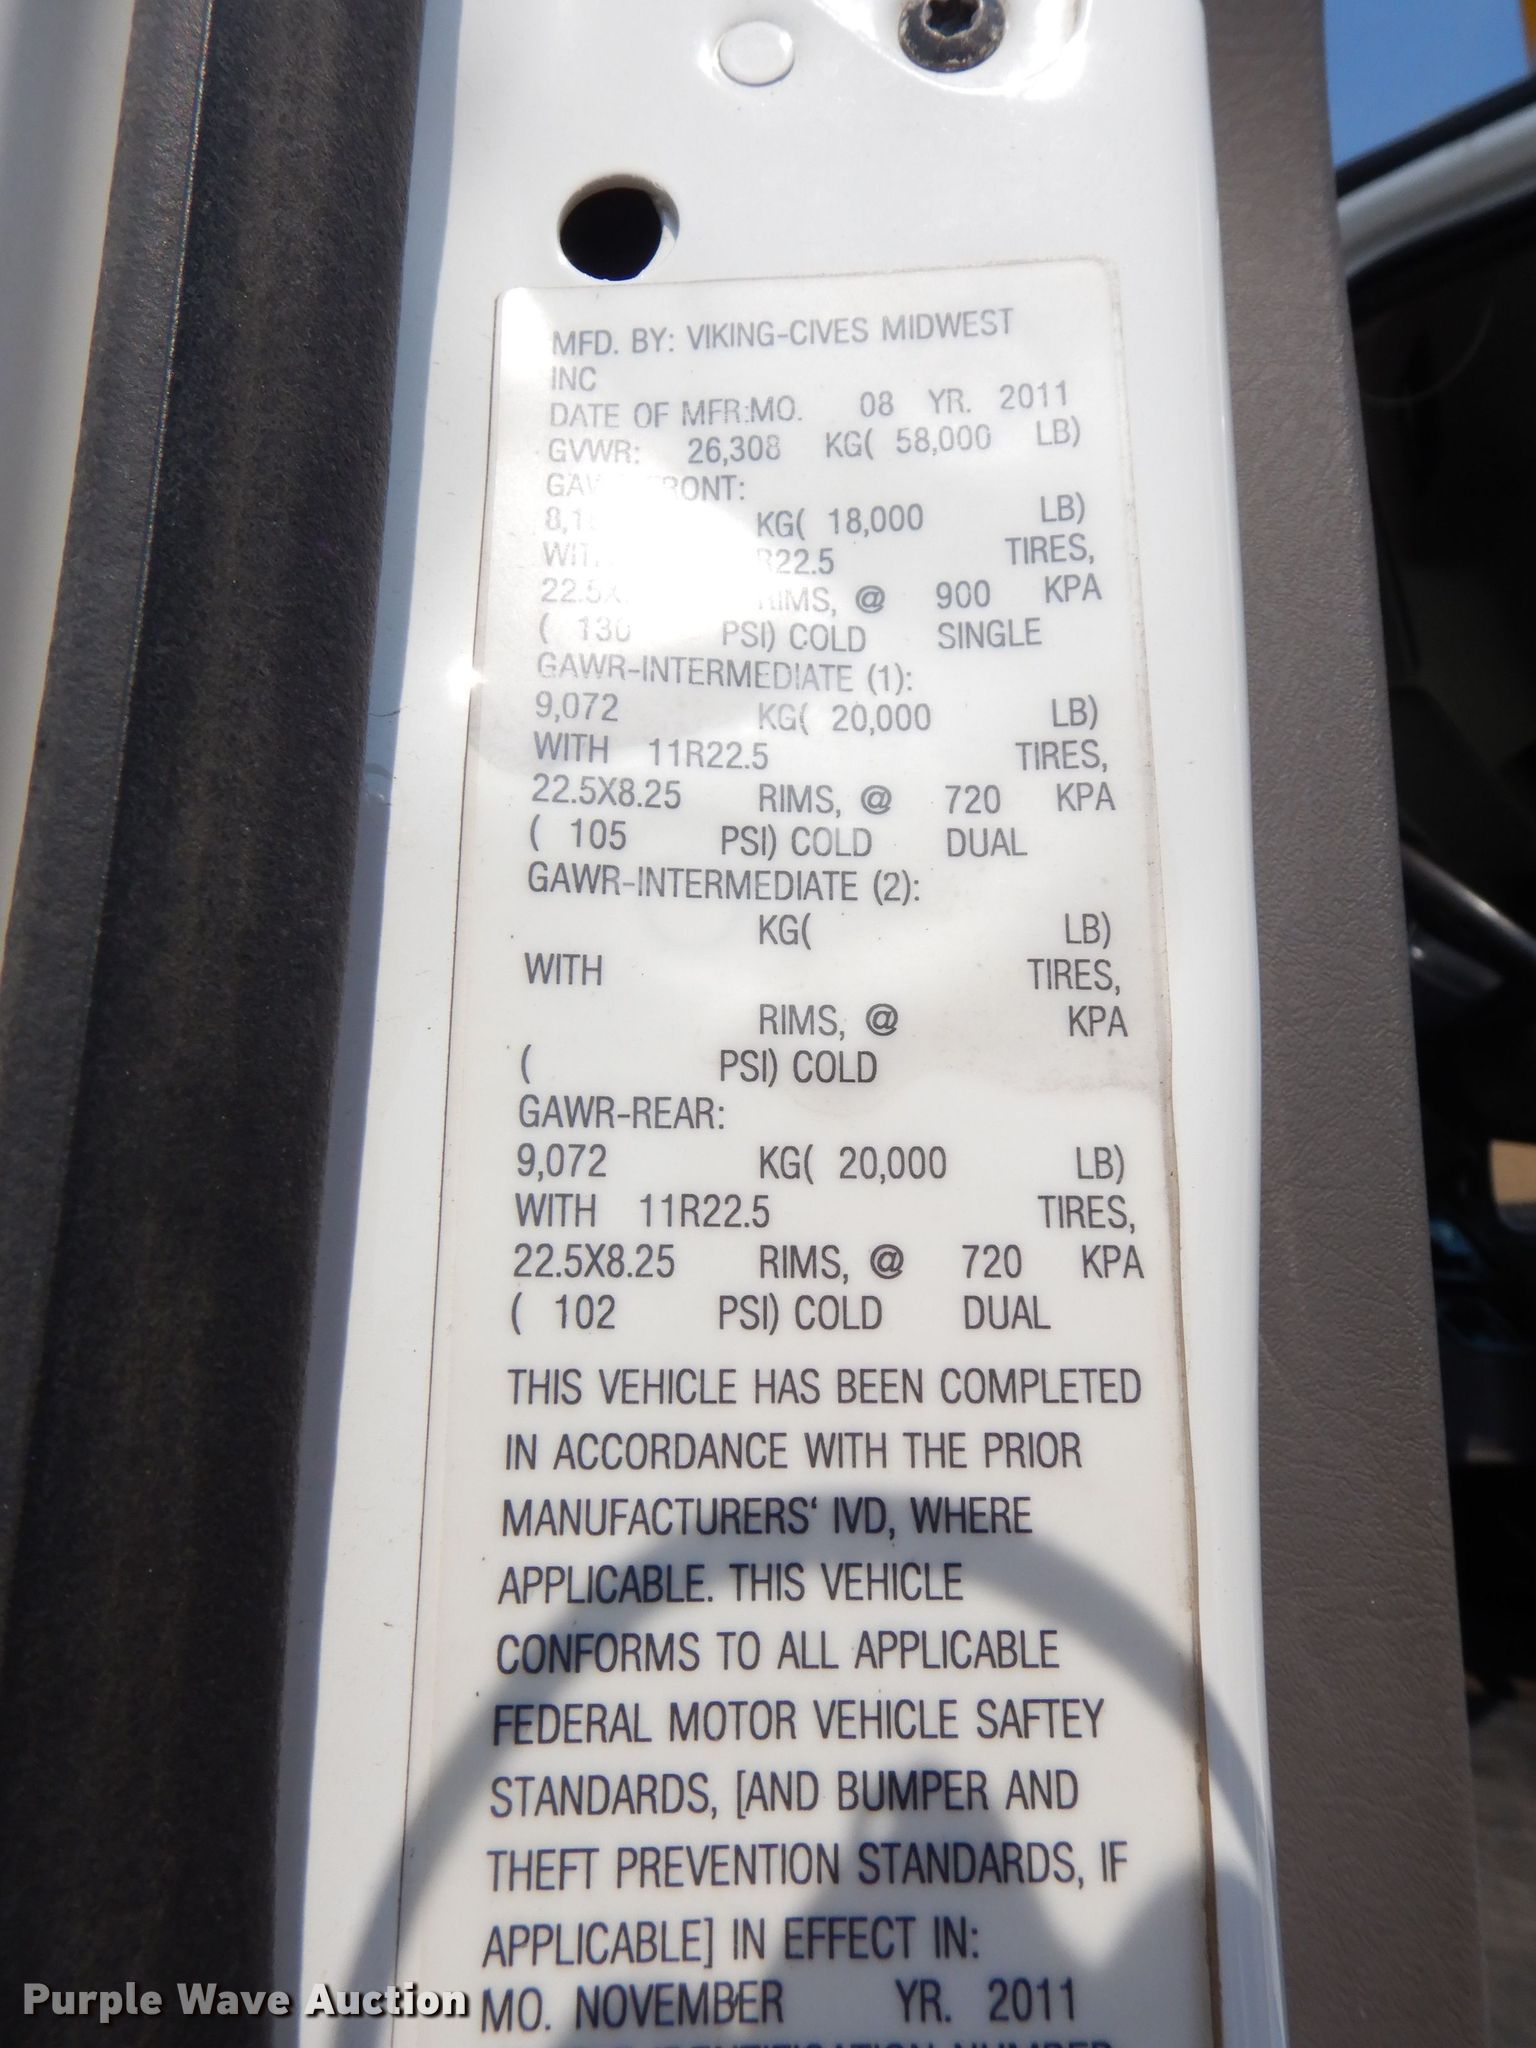 MFD. BY: VIKING-CIVES MIDWEST
INC
DATE OF MFR:MO. 08 YR. 2011
GVWR: 26,308 KG( 58,000 LB)
KG( 18,000 LB)
TIRES,
RIMS, @ 900 KPA
( 130 PSI) COLD SINGLE
GAWR-INTERMEDIATE (1):
9,072 KG( 20,000 LB)
WITH 11R22.5 TIRES,
22.5X8.25 RIMS, @ 720 KPA
( 105 PSI) COLD DUAL
GAWR-INTERMEDIATE (2):
KG( LB)
WITH TIRES,
RIMS, @ KPA
( PSI) COLD
GAWR-REAR:
9,072 KG( 20,000 LB)
WITH 11R22.5 TIRES,
22.5X8.25 RIMS, @ 720 KPA
( 102 PSI) COLD DUAL
THIS VEHICLE HAS BEEN COMPLETED
IN ACCORDANCE WITH THE PRIOR
MANUFACTURERS' IVD, WHERE
APPLICABLE. THIS VEHICLE
CONFORMS TO ALL APPLICABLE
FEDERAL MOTOR VEHICLE SAFTEY
STANDARDS, [AND BUMPER AND
THEFT PREVENTION STANDARDS, IF
APPLICABLE] IN EFFECT IN:
MO. NOVEMBER YR. 2011
Purple Wave Auction